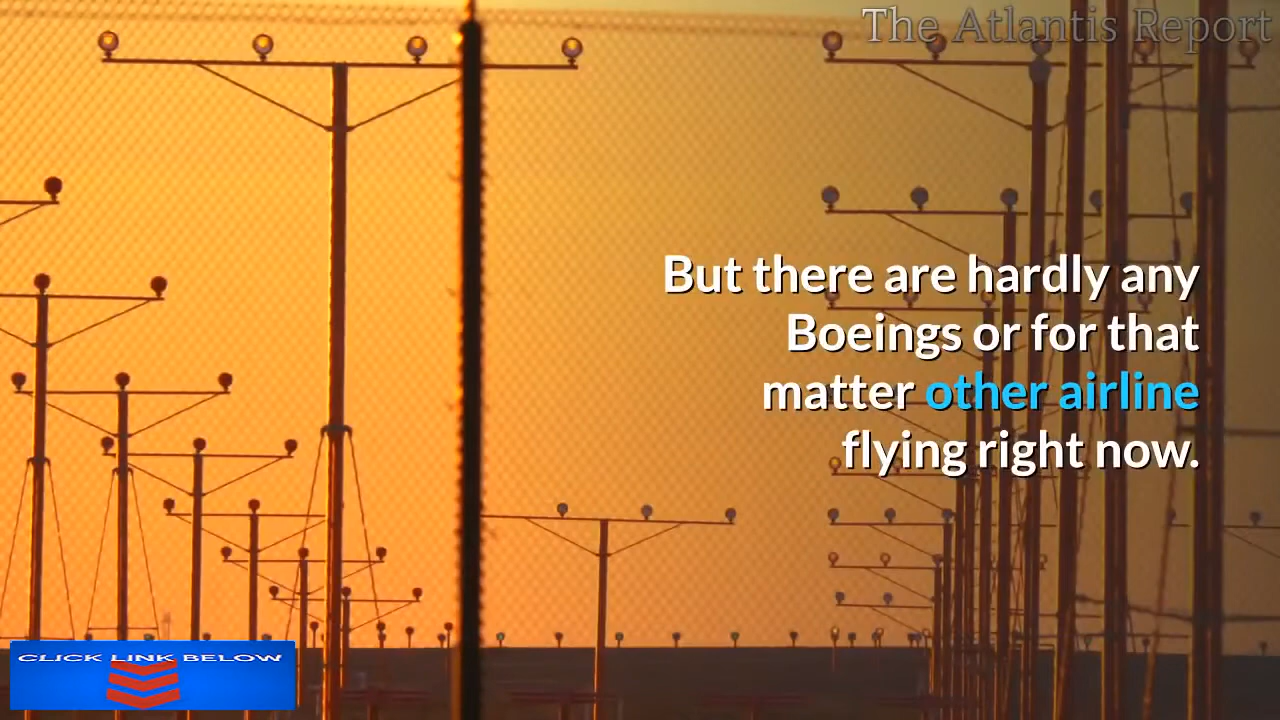 The Atlantis Report
But there are hardly any
Boeings or for that
matter other airline
flying right now.
CLICK LINK BELOW